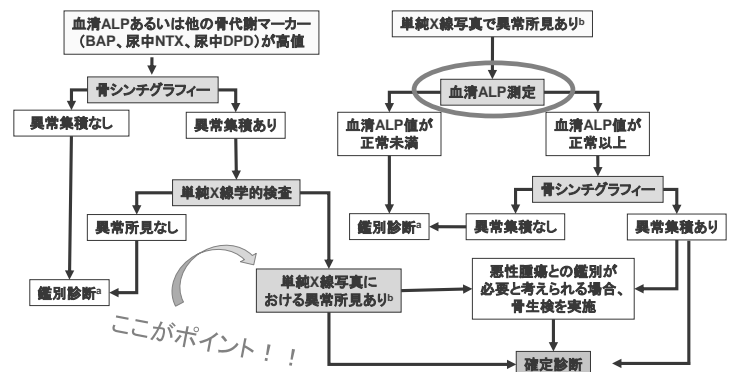 血清ALPあるいは他の骨代謝マーカー
（BAP、尿中NTX、尿中DPD）が高値
骨シンチグラフィー
異常集積なし
異常集積あり
単純X線学的検査
異常所見なし
鑑別診断a
単純X線写真に
おける異常所見ありb
ここがポイント！！
単純X線写真で異常所見ありb
血清ALP測定
血清ALP値が
正常未満
血清ALP値が
正常以上
骨シンチグラフィー
鑑別診断a
異常集積なし
異常集積あり
悪性腫瘍との鑑別が
必要と考えられる場合、
骨生検を実施
確定診断